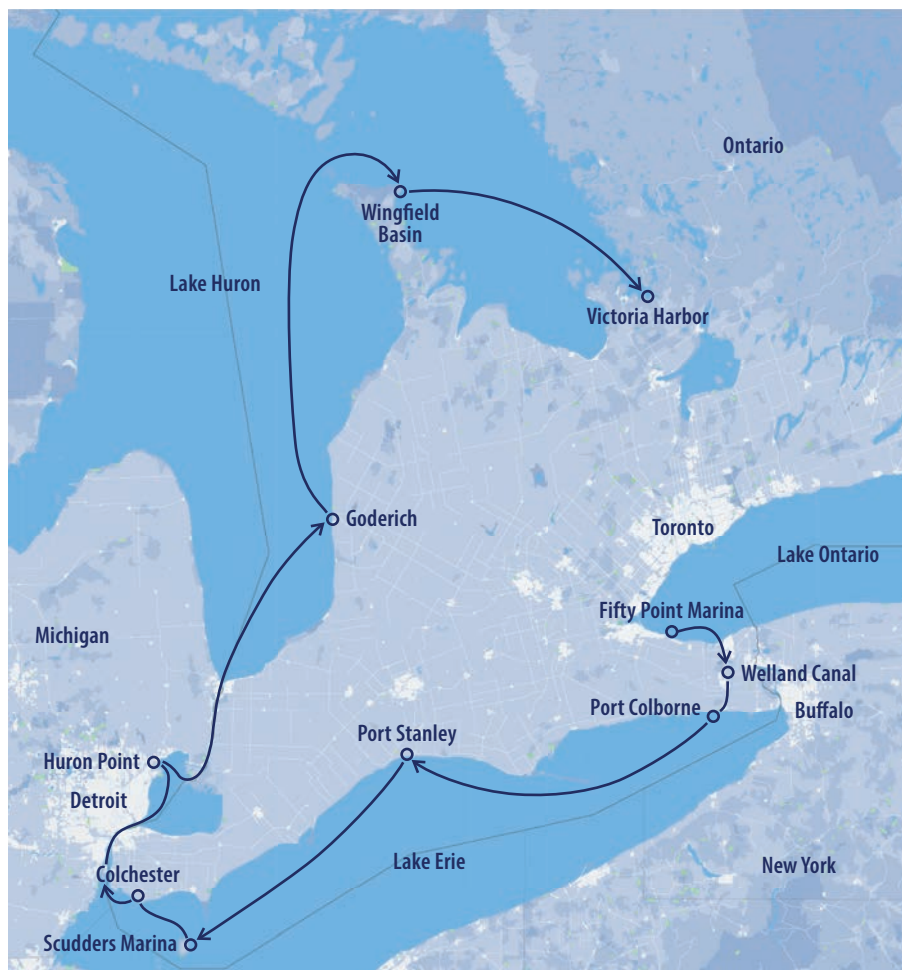 Ontario
Wingfield
Basin
Lake Huron
Victoria Harbor
Goderich
Toronto
Lake Ontario
Fifty Point Marina
Michigan
Welland Canal
Port Colborne
Buffalo
Port Stanley
Huron Point
Detroit
Lake Erie
New York
Colchester
Scudders Marina